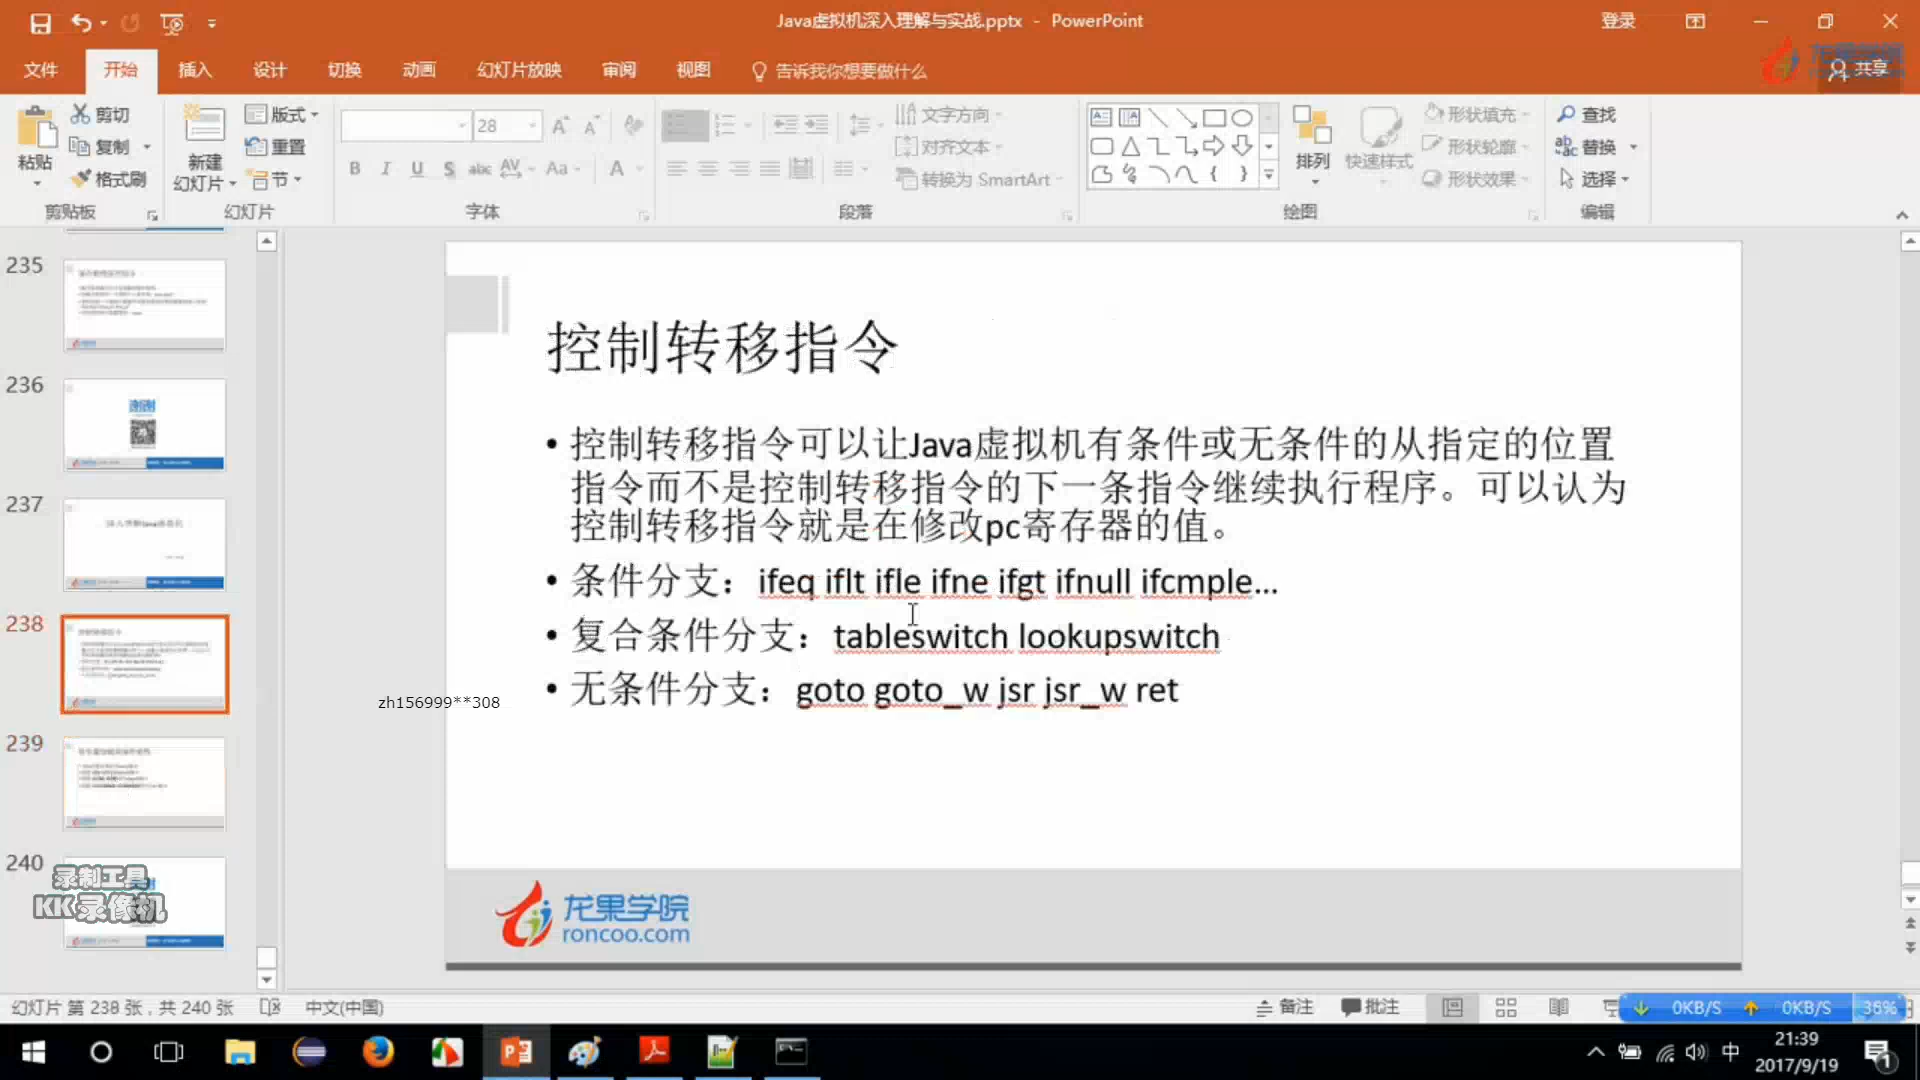 Java虚拟机深入理解与实战.pptx - PowerPoint
登录
文件 开始 插入 设计 切换 动画 幻灯片放映 审阅 视图 告诉我你想要做什么
龙果学院
共享
粘贴
剪切
复制
格式刷
剪贴板
新建
幻灯片
版式
重置
节
幻灯片
28
B I U S abc AV Aa A
字体
文字方向
对齐文本
转换为 SmartArt
段落
排列
快速样式
形状填充
形状轮廓
形状效果
绘图
查找
替换
选择
编辑
235
236
237
238
239
240
录制工具
KK录像机
控制转移指令
• 控制转移指令可以让Java虚拟机有条件或无条件的从指定的位置
指令而不是控制转移指令的下一条指令继续执行程序。可以认为
控制转移指令就是在修改pc寄存器的值。
• 条件分支：ifeq iflt ifle ifne ifgt ifnull ifcmple...
• 复合条件分支：tableswitch lookupswitch
• 无条件分支：goto goto_w jsr jsr_w ret
zh156999**308
龙果学院
roncoo.com
幻灯片 第 238 张，共 240 张 中文(中国)
备注 批注
0KB/S 0KB/S 36%
中
21:39
2017/9/19
1